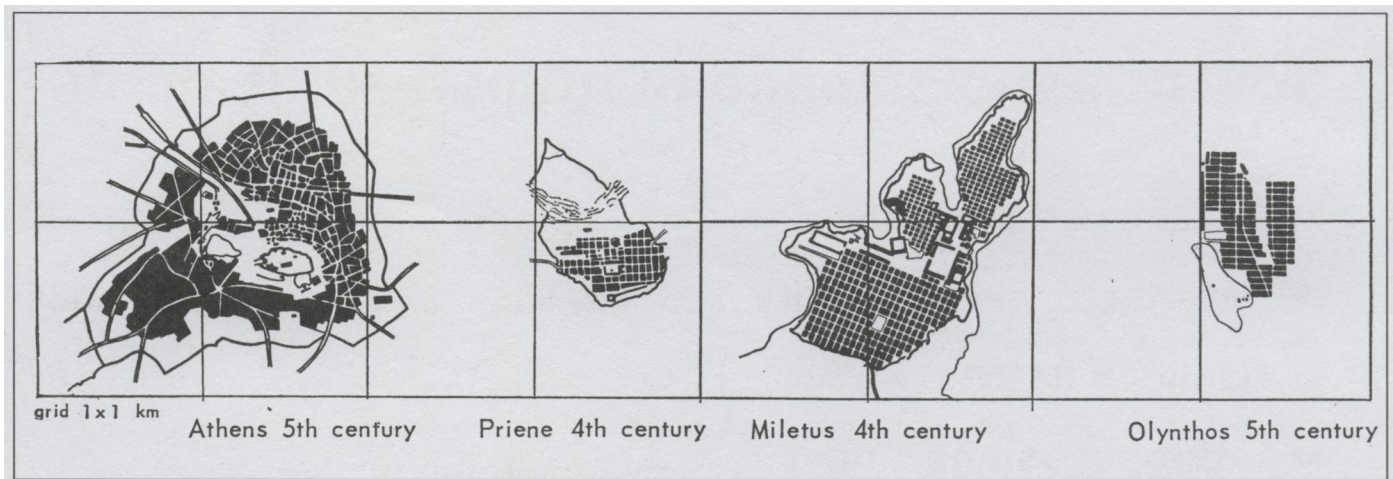 grid 1x1 km
Athens 5th century
Priene 4th century
Miletus 4th century
Olynthos 5th century